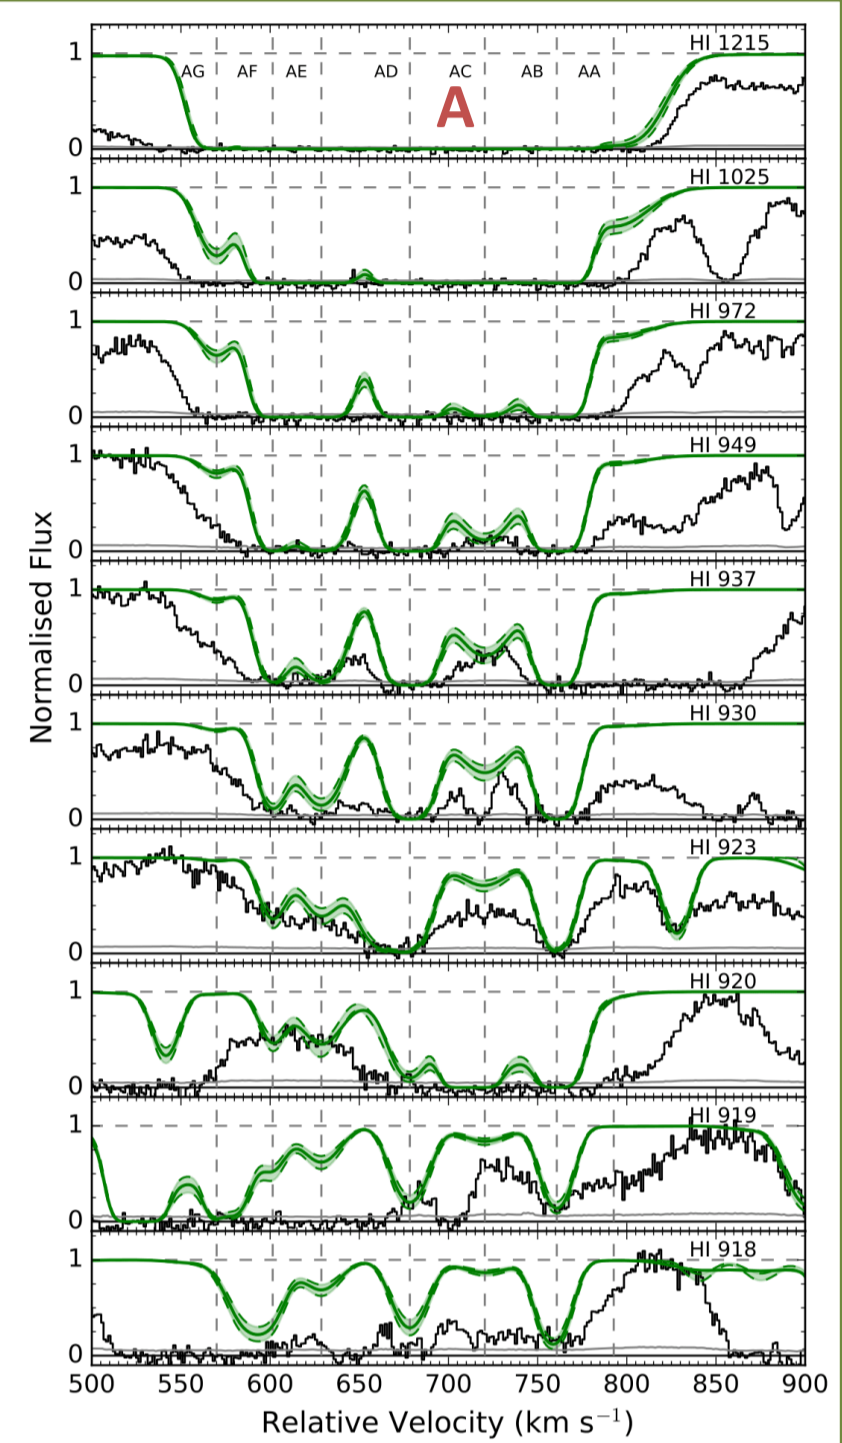 HI 1215
1
AG AF AE AD AC AB AA
A
0
HI 1025
1
0
HI 972
1
0
HI 949
1
0
HI 937
1
0
HI 930
1
0
HI 923
1
0
HI 920
1
0
HI 919
1
0
HI 918
1
0
Normalised Flux
500 550 600 650 700 750 800 850 900
Relative Velocity (km s⁻¹)